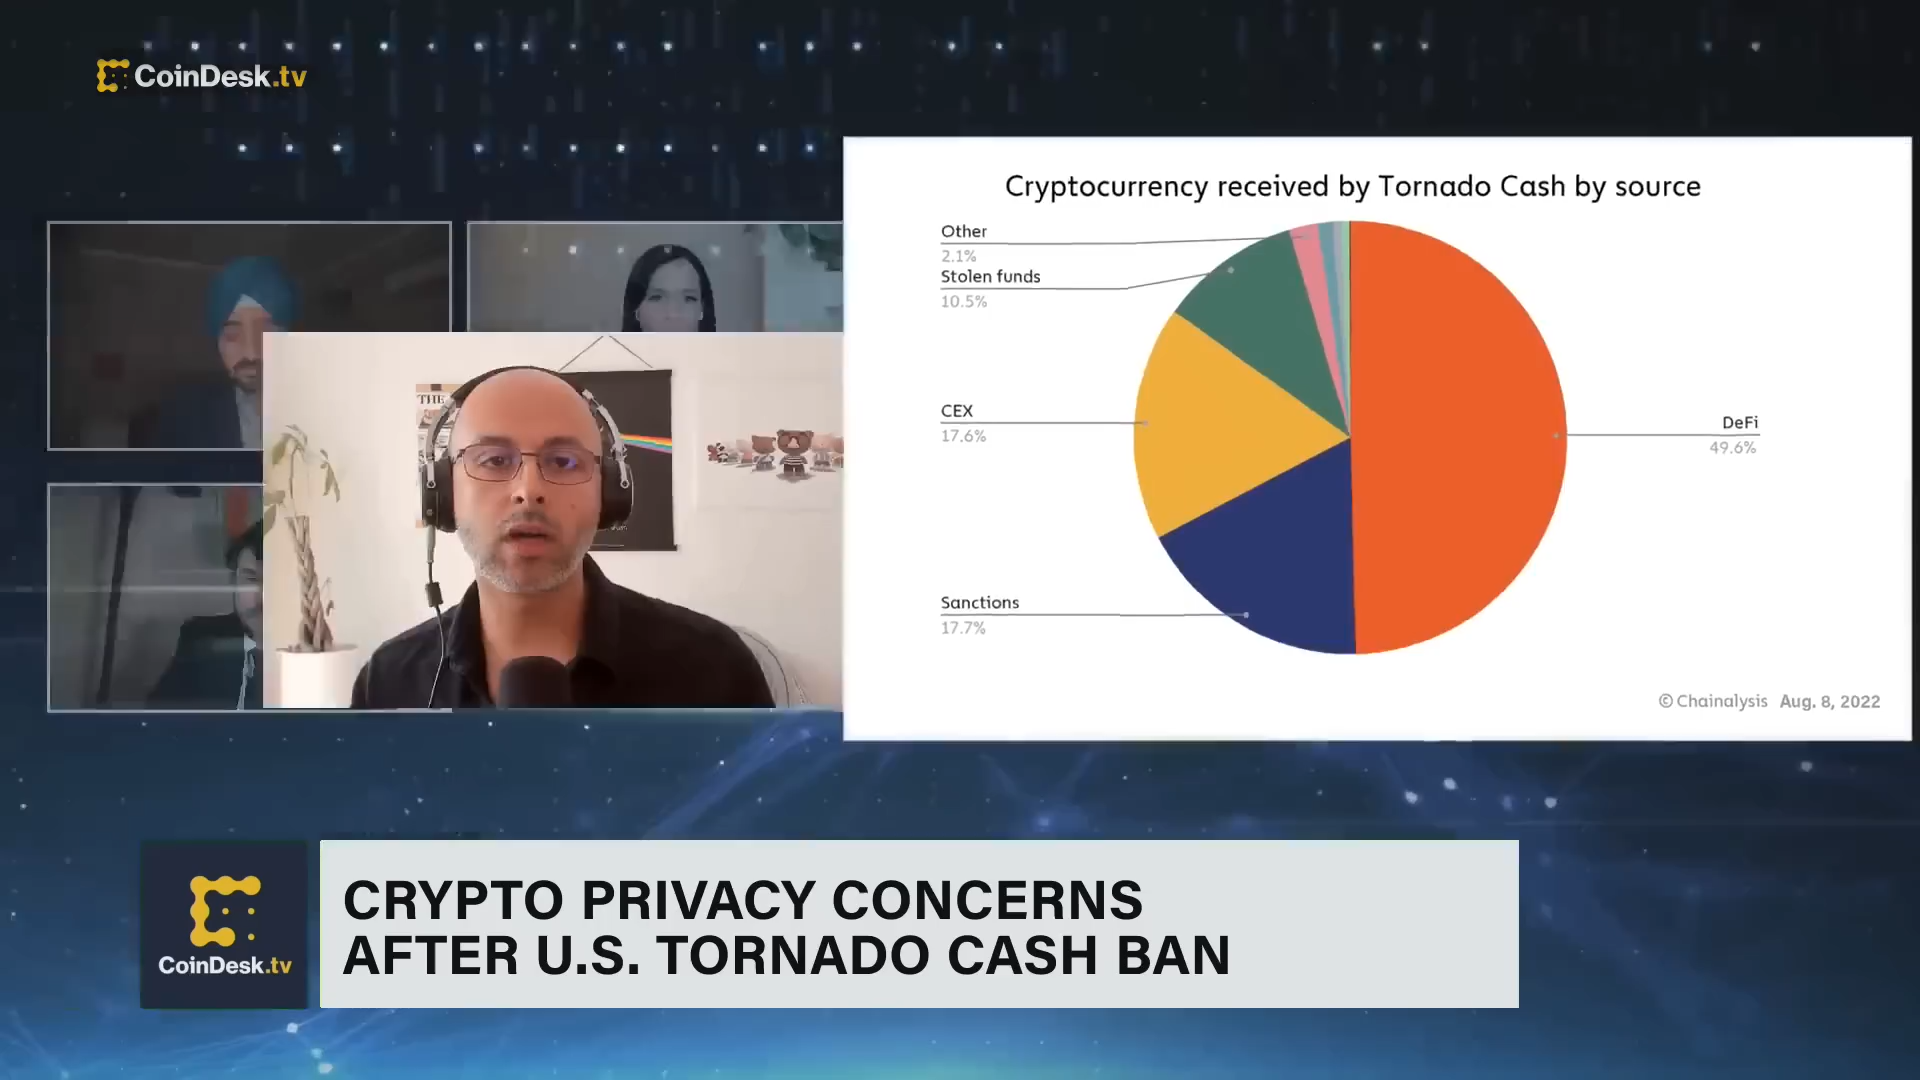 CoinDesk.tv
Cryptocurrency received by Tornado Cash by source
Other
2.1%
Stolen funds
10.5%
CEX
17.6%
Sanctions
17.7%
DeFi
49.6%
© Chainalysis Aug. 8, 2022
THE
CoinDesk.tv
CRYPTO PRIVACY CONCERNS
AFTER U.S. TORNADO CASH BAN